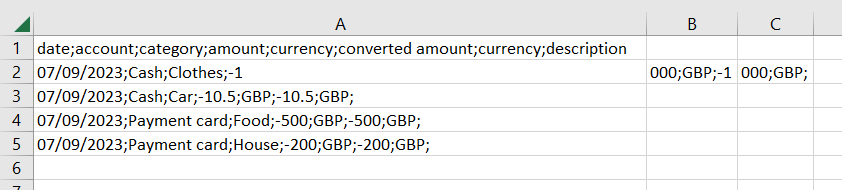 A B C
1 date;account;category;amount;currency;converted amount;currency;description
2 07/09/2023;Cash;Clothes;-1 000;GBP;-1 000;GBP;
3 07/09/2023;Cash;Car;-10.5;GBP;-10.5;GBP;
4 07/09/2023;Payment card;Food;-500;GBP;-500;GBP;
5 07/09/2023;Payment card;House;-200;GBP;-200;GBP;
6